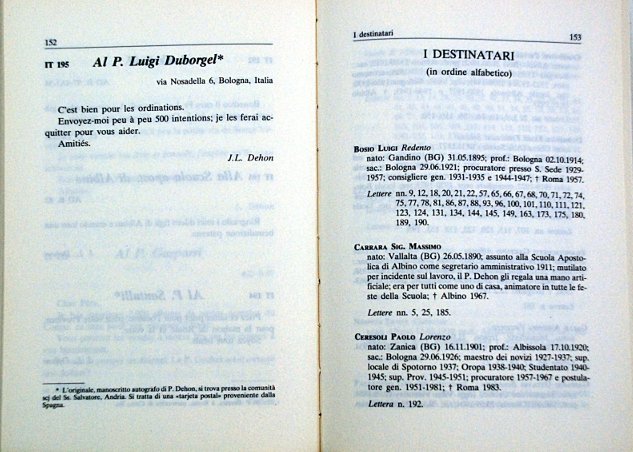 152
IT 195 Al P. Luigi Duborgel*
via Nosadella 6, Bologna, Italia
C'est bien pour les ordinations.
Envoyez-moi peu à peu 500 intentions; je les ferai ac-
quitter pour vous aider.
Amitiés.
J.L. Dehon
* L'originale, manoscritto autografo di P. Dehon, si trova presso la comunità
scj del Ss. Salvatore, Andria. Si tratta di una «tarjeta postal» proveniente dalla
Spagna.
I destinatari 153
I DESTINATARI
(in ordine alfabetico)
BOSIO LUIGI Redento
nato: Gandino (BG) 31.05.1895; prof.: Bologna 02.10.1914;
sac.: Bologna 29.06.1921; procuratore presso S. Sede 1929-
1957; consigliere gen. 1931-1935 e 1944-1947; † Roma 1957.
Lettere nn. 9, 12, 18, 20, 21, 22, 57, 65, 66, 67, 68, 70, 71, 72, 74,
75, 77, 78, 81, 86, 87, 88, 93, 96, 100, 101, 110, 111, 121,
123, 124, 131, 134, 144, 145, 149, 163, 173, 175, 180,
189, 190.
CARRARA SIG. MASSIMO
nato: Vallalta (BG) 26.05.1890; assunto alla Scuola Aposto-
lica di Albino come segretario amministrativo 1911; mutilato
per incidente sul lavoro, il P. Dehon gli regala una mano arti-
ficiale; era per tutti come uno di casa, animatore in tutte le
feste della Scuola; † Albino 1967.
Lettere nn. 5, 25, 185.
CERESOLI PAOLO Lorenzo
nato: Zanica (BG) 16.11.1901; prof.: Albissola 17.10.1920;
sac.: Bologna 29.06.1926; maestro dei novizi 1927-1937; sup.
locale di Spotorno 1937; Oropa 1938-1940; Studentato 1940-
1945; sup. Prov. 1945-1951; procuratore 1957-1967 e postula-
tore gen. 1951-1981; † Roma 1983.
Lettera n. 192.